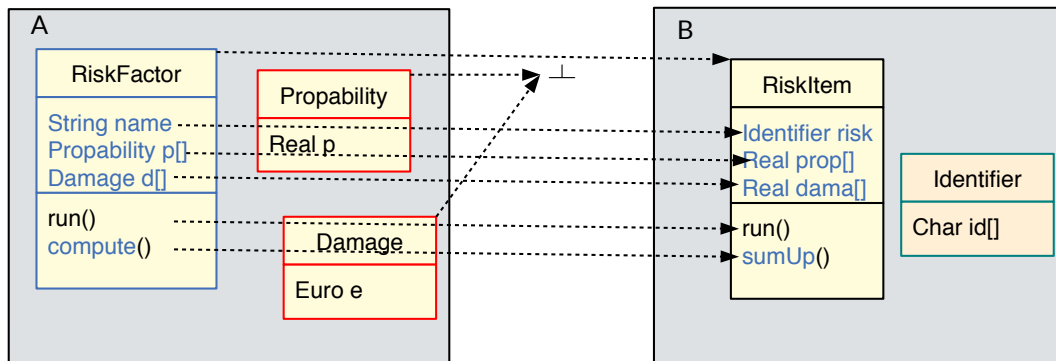 A
RiskFactor
String name
Propability p[]
Damage d[]
run()
compute()
Propability
Real p
Damage
Euro e
⊥
B
RiskItem
Identifier risk
Real prop[]
Real dama[]
run()
sumUp()
Identifier
Char id[]